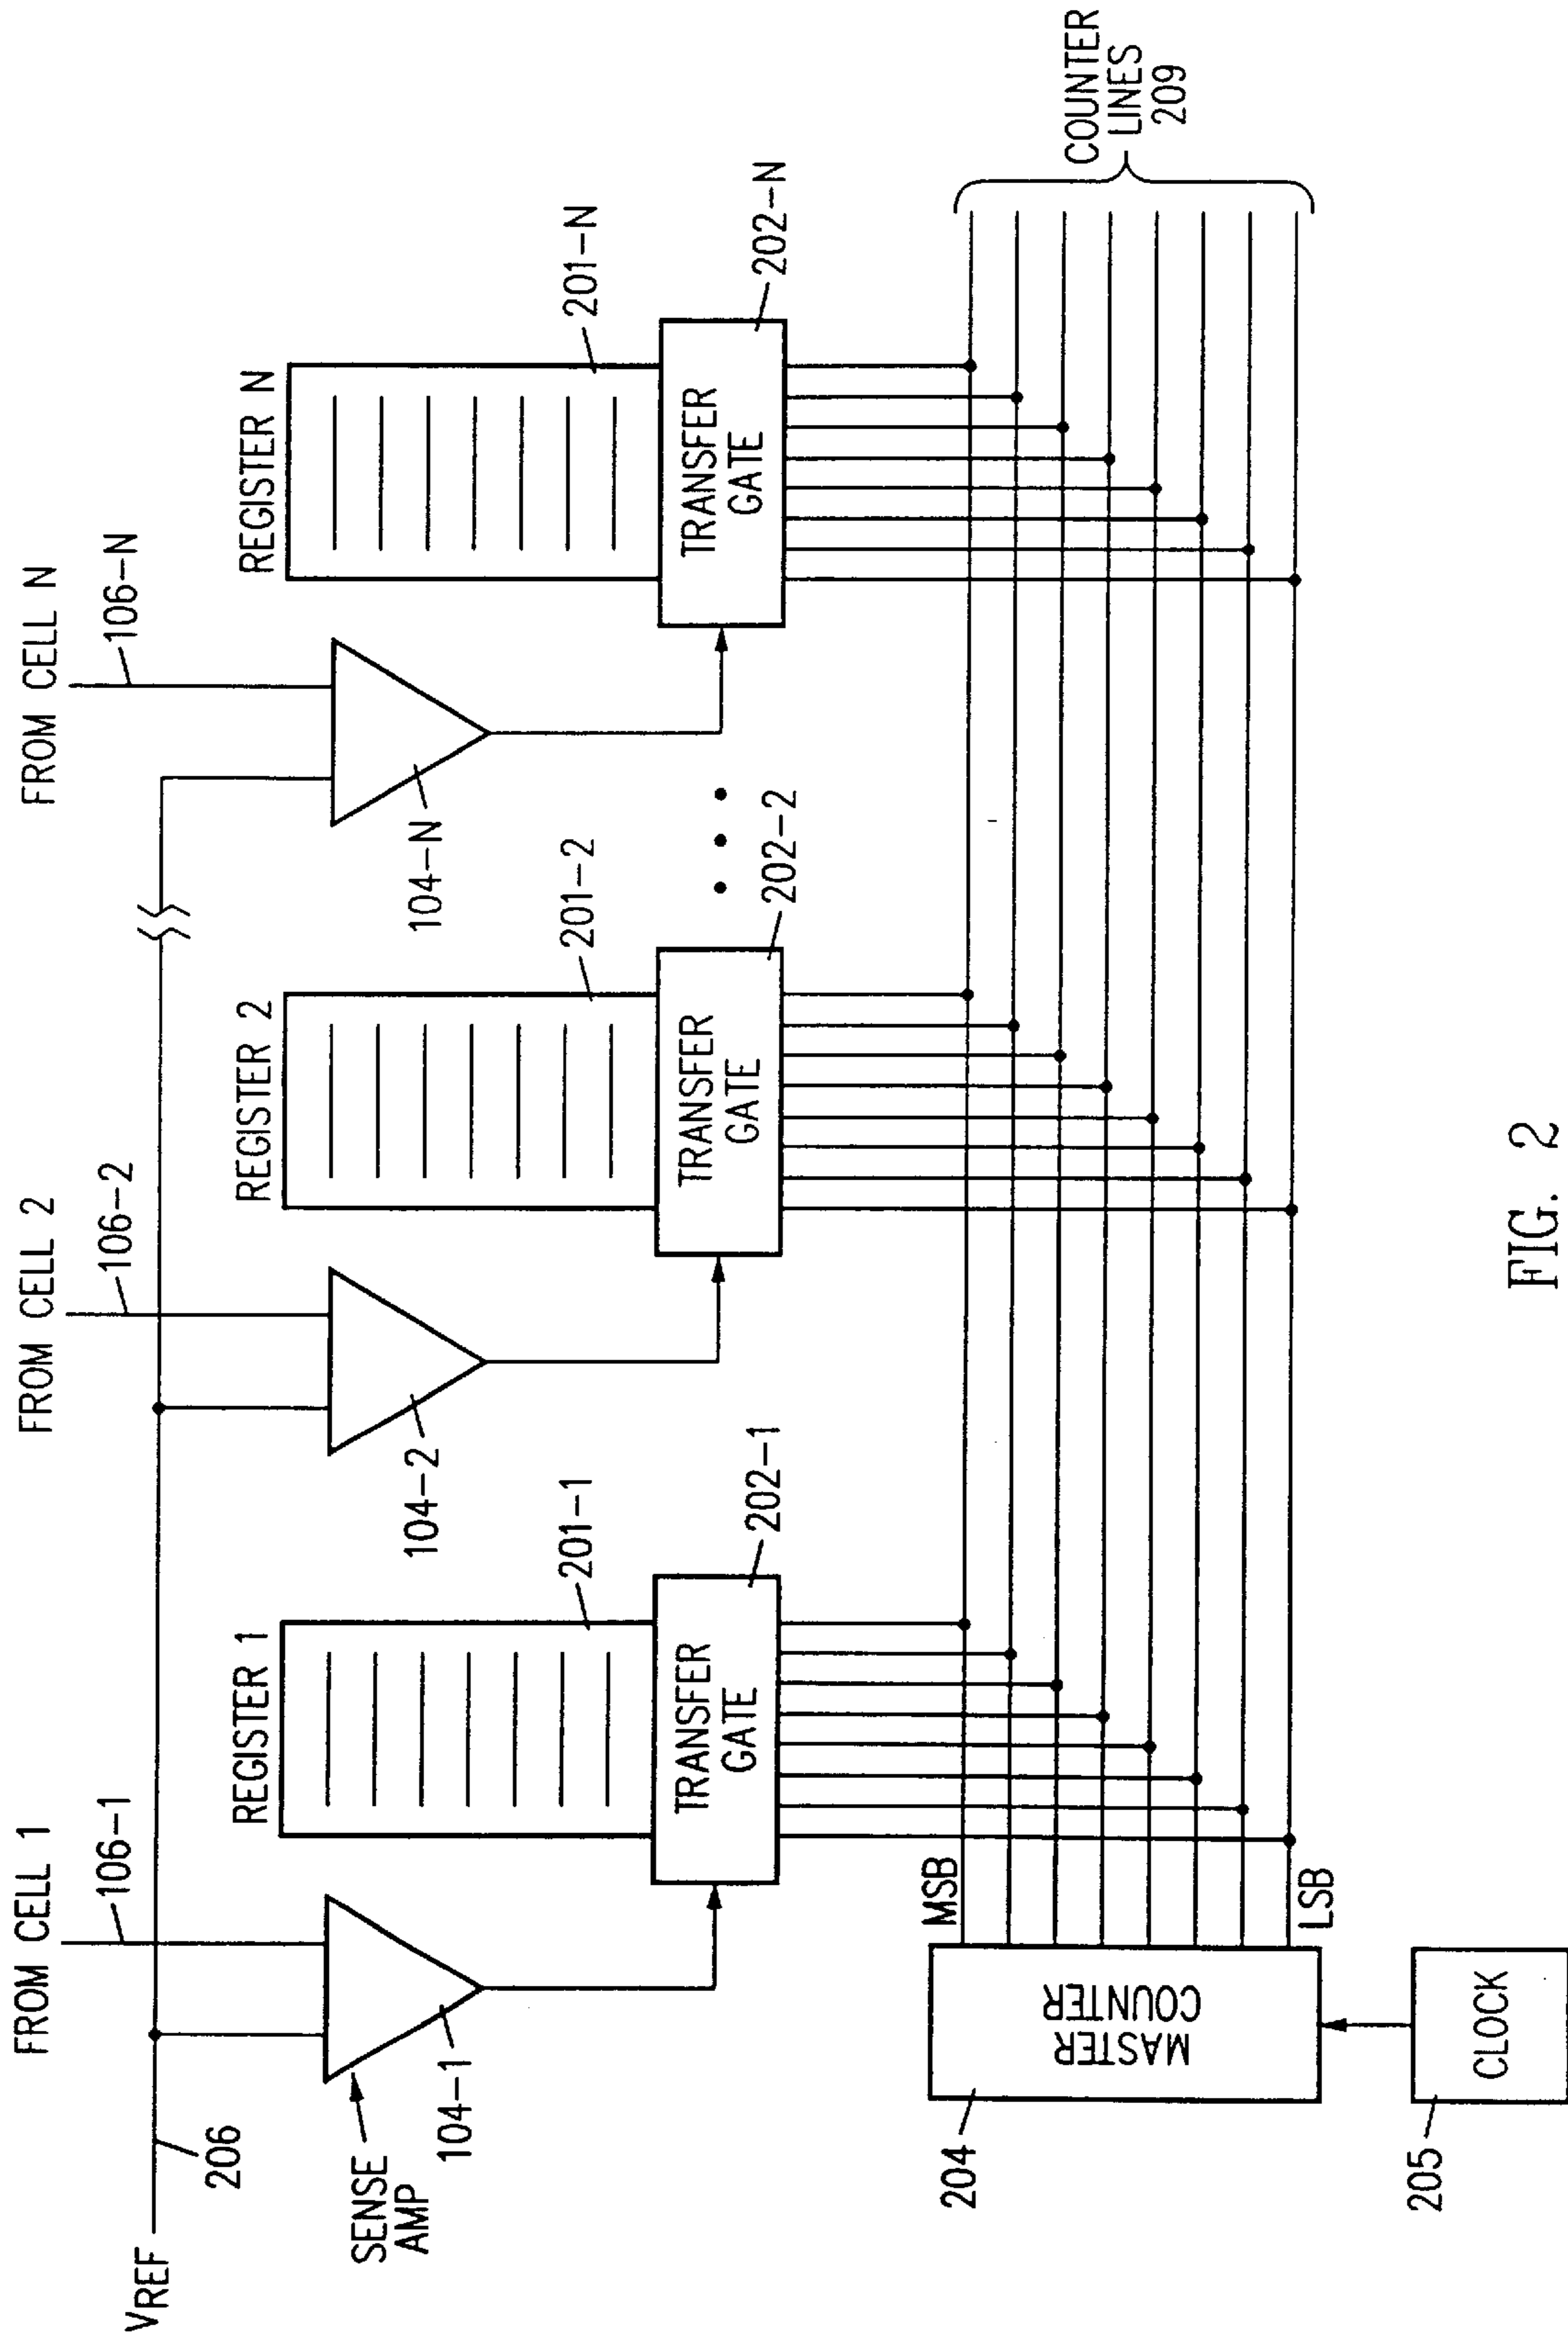 FROM CELL 1
FROM CELL 2
FROM CELL N
106-1
106-2
106-N
VREF
206
SENSE
AMP
104-1
104-2
104-N
REGISTER 1
REGISTER 2
REGISTER N
201-1
201-2
201-N
TRANSFER
GATE
TRANSFER
GATE
TRANSFER
GATE
202-1
202-2
202-N
MSB
LSB
MASTER
COUNTER
204
CLOCK
205
COUNTER
LINES
209
FIG. 2